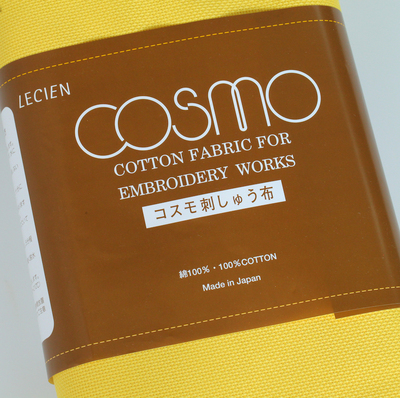 LECIEN
COSMO
COTTON FABRIC FOR
EMBROIDERY WORKS
コスモ刺しゅう布
綿100%・100%COTTON
Made in Japan